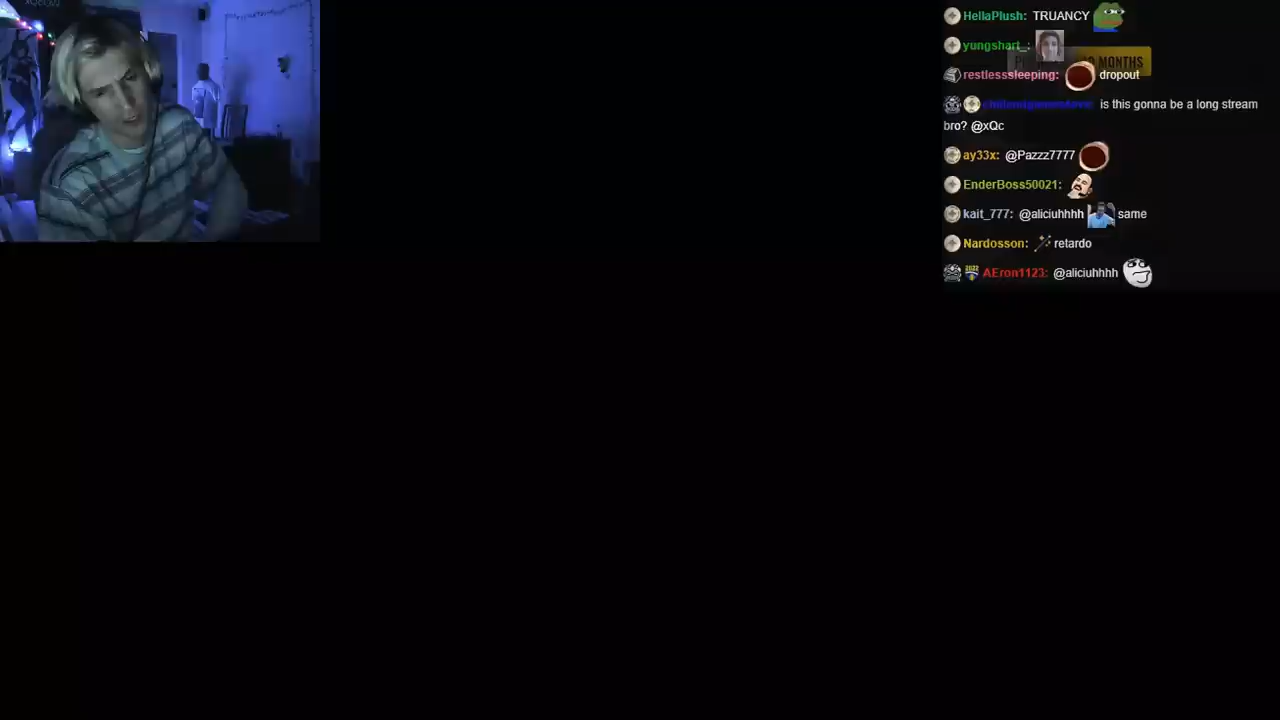 HellaPlush: TRUANCY
yungshart_:
MONTHS
restlesssleeping: dropout
is this gonna be a long stream
bro? @xQc
ay33x: @Pazzz7777
EnderBoss50021:
kait_777: @aliciuhhhh same
Nardosson: retardo
AEron1123: @aliciuhhhh